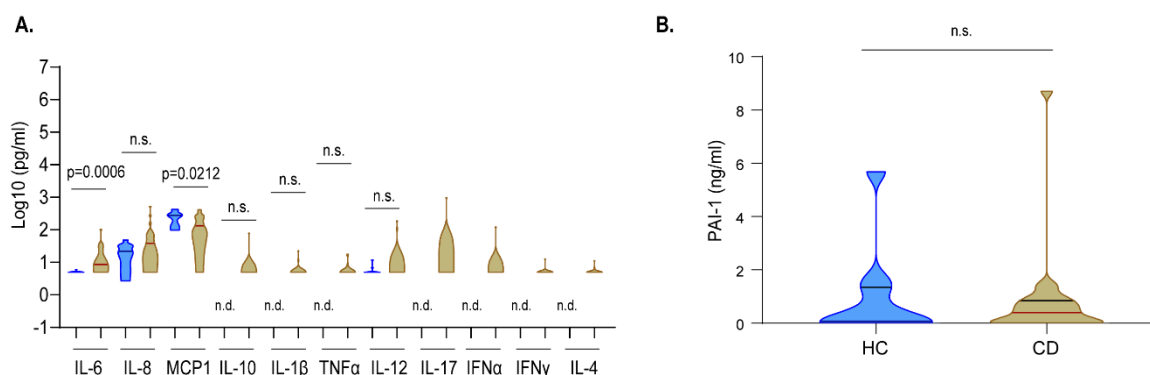 A.
Log10 (pg/ml)
7
6
5
4
3
2
1
0
-1
p=0.0006
n.s.
p=0.0212
n.s.
n.s.
n.s.
n.s.
n.d. n.d. n.d. n.d. n.d. n.d. n.d.
IL-6 IL-8 MCP1 IL-10 IL-1β TNFα IL-12 IL-17 IFNα IFNγ IL-4
B.
n.s.
PAI-1 (ng/ml)
10
8
6
4
2
0
HC CD